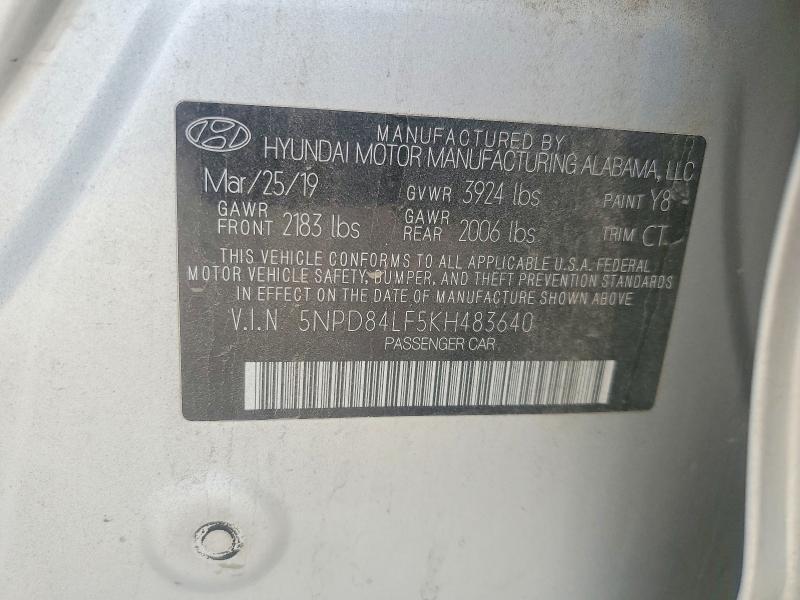 MANUFACTURED BY
HYUNDAI MOTOR MANUFACTURING ALABAMA, LLC
Mar/25/19 GVWR 3924 lbs PAINT Y8
GAWR FRONT 2183 lbs GAWR REAR 2006 lbs TRIM CT
THIS VEHICLE CONFORMS TO ALL APPLICABLE U.S.A. FEDERAL
MOTOR VEHICLE SAFETY, BUMPER, AND THEFT PREVENTION STANDARDS
IN EFFECT ON THE DATE OF MANUFACTURE SHOWN ABOVE.
V.I.N 5NPD84LF5KH483640
PASSENGER CAR